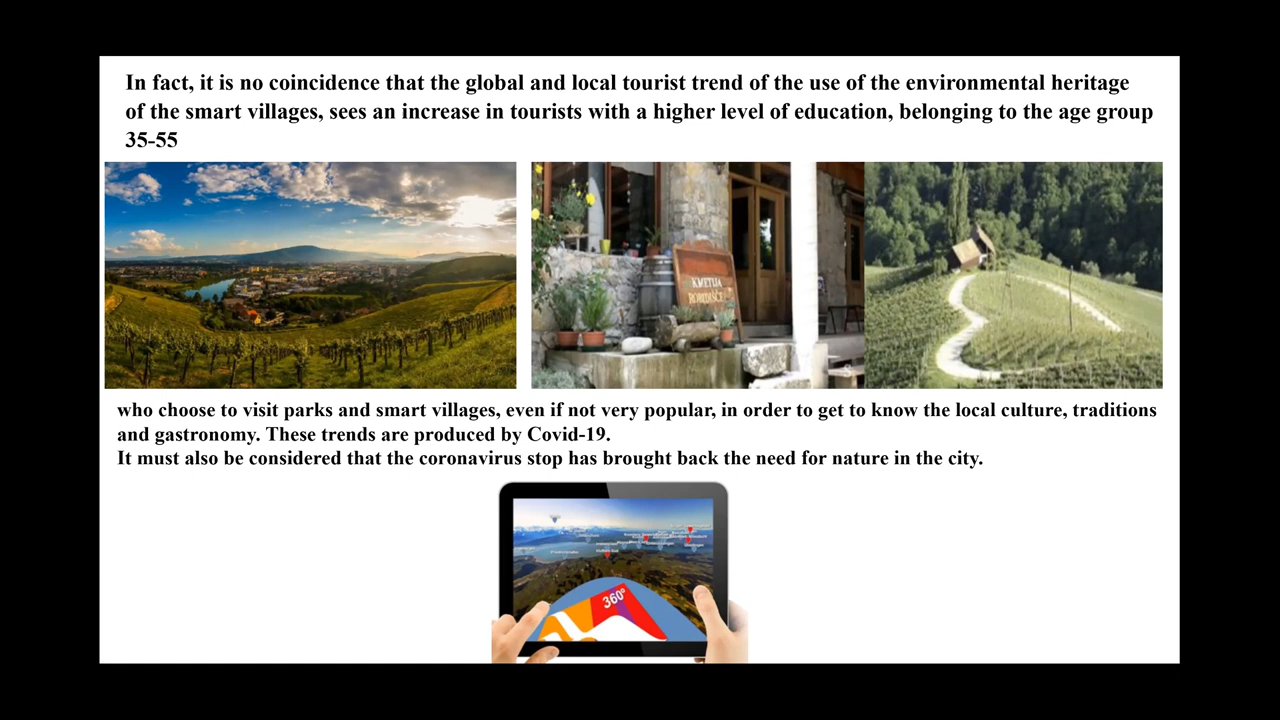 In fact, it is no coincidence that the global and local tourist trend of the use of the environmental heritage
of the smart villages, sees an increase in tourists with a higher level of education, belonging to the age group
35-55
KMETIJA
ROBIDIŠČE
who choose to visit parks and smart villages, even if not very popular, in order to get to know the local culture, traditions
and gastronomy. These trends are produced by Covid-19.
It must also be considered that the coronavirus stop has brought back the need for nature in the city.
360°